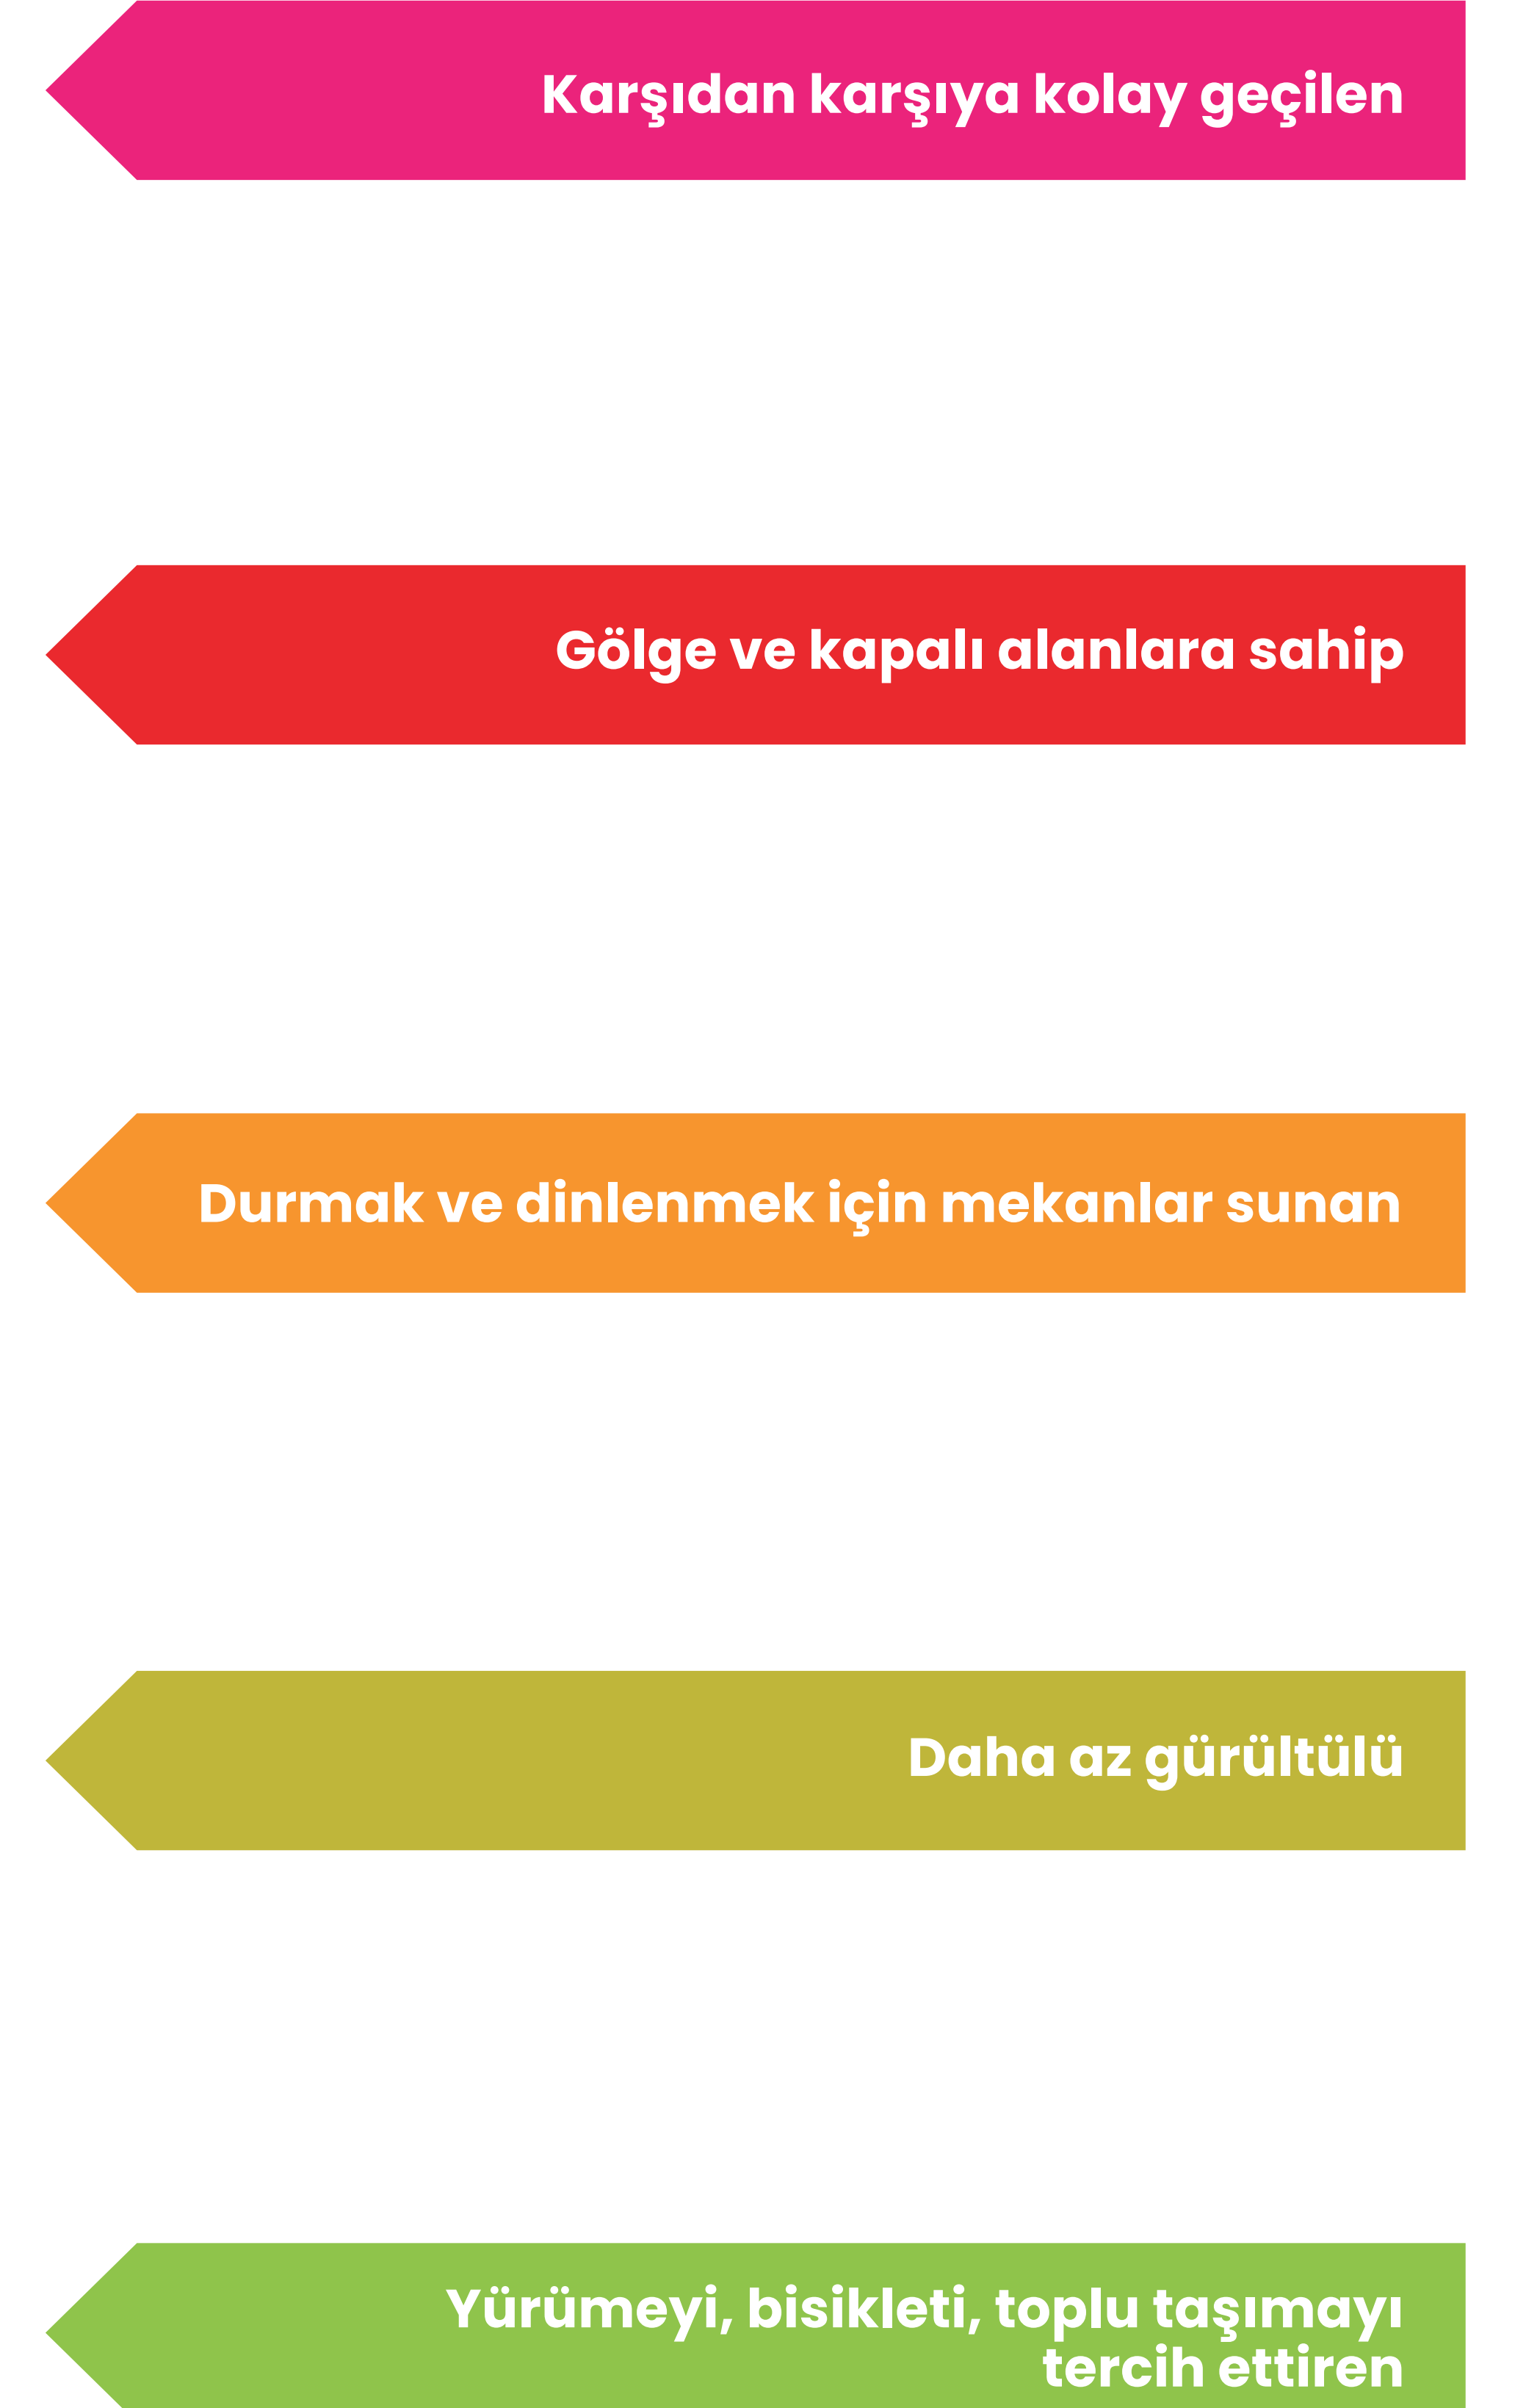 Karşıdan karşıya kolay geçilen
Gölge ve kapalı alanlara sahip
Durmak ve dinlenmek için mekanlar sunan
Daha az gürültülü
Yürümeyi, bisikleti, toplu taşımayı
tercih ettiren